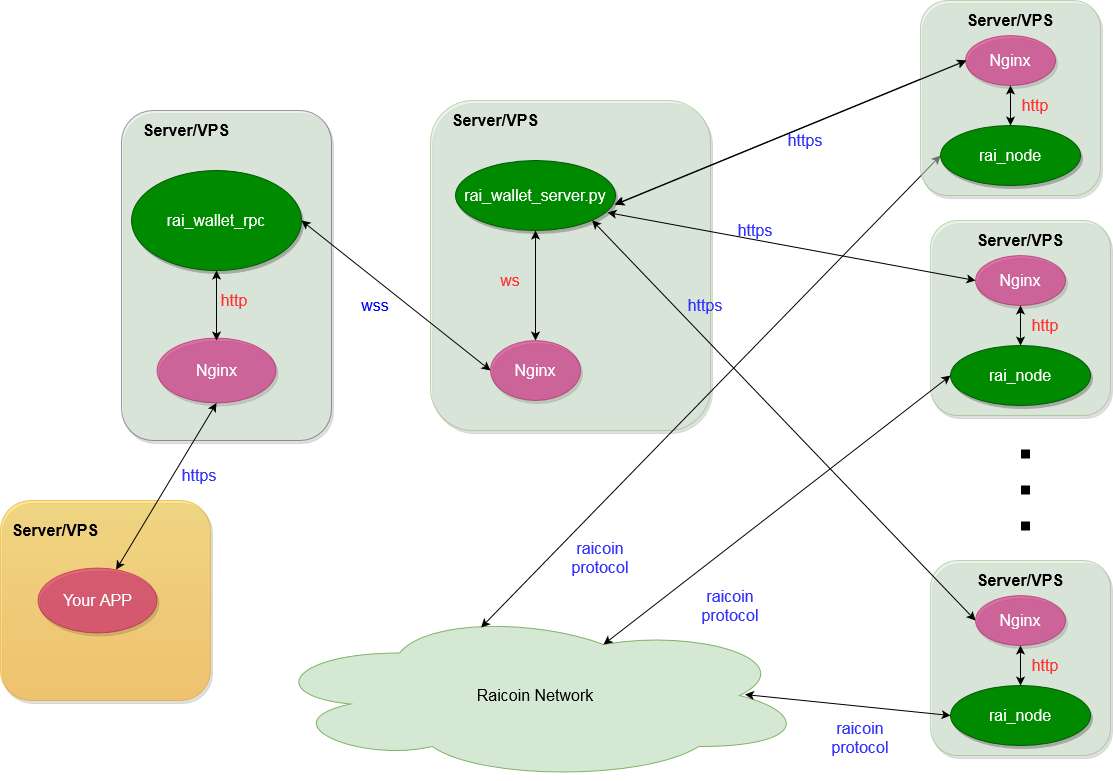 Server/VPS
rai_wallet_rpc
http
Nginx
https
Server/VPS
Your APP
wss
Server/VPS
rai_wallet_server.py
ws
Nginx
https
https
https
Server/VPS
Nginx
http
rai_node
Server/VPS
Nginx
http
rai_node
Server/VPS
Nginx
http
rai_node
raicoin
protocol
raicoin
protocol
raicoin
protocol
Raicoin Network